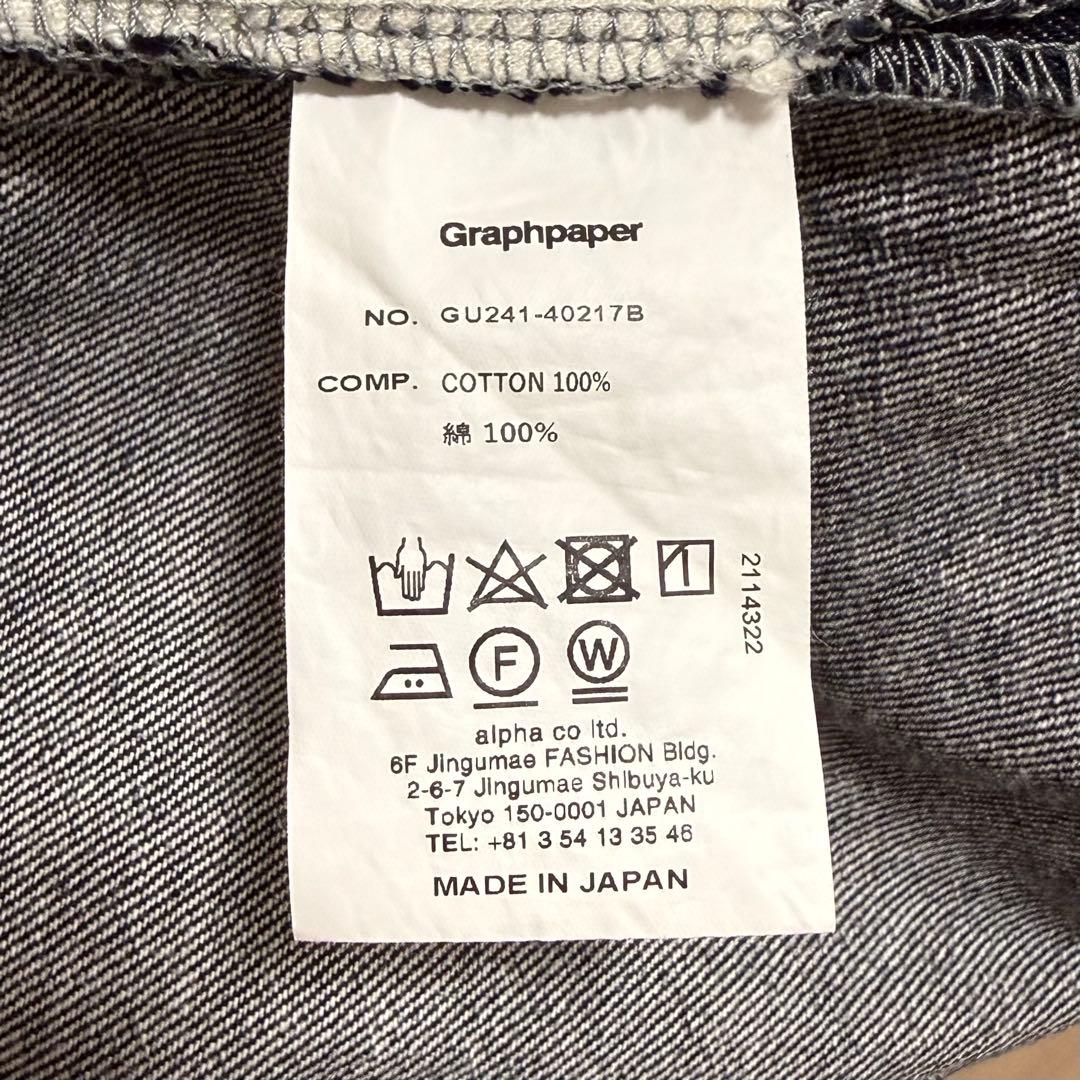 Graphpaper
NO. GU241-40217B
COMP. COTTON 100%
綿 100%
2114322
F
W
alpha co ltd.
6F Jingumae FASHION Bldg.
2-6-7 Jingumae Shibuya-ku
Tokyo 150-0001 JAPAN
TEL: +81 3 54 13 35 46
MADE IN JAPAN